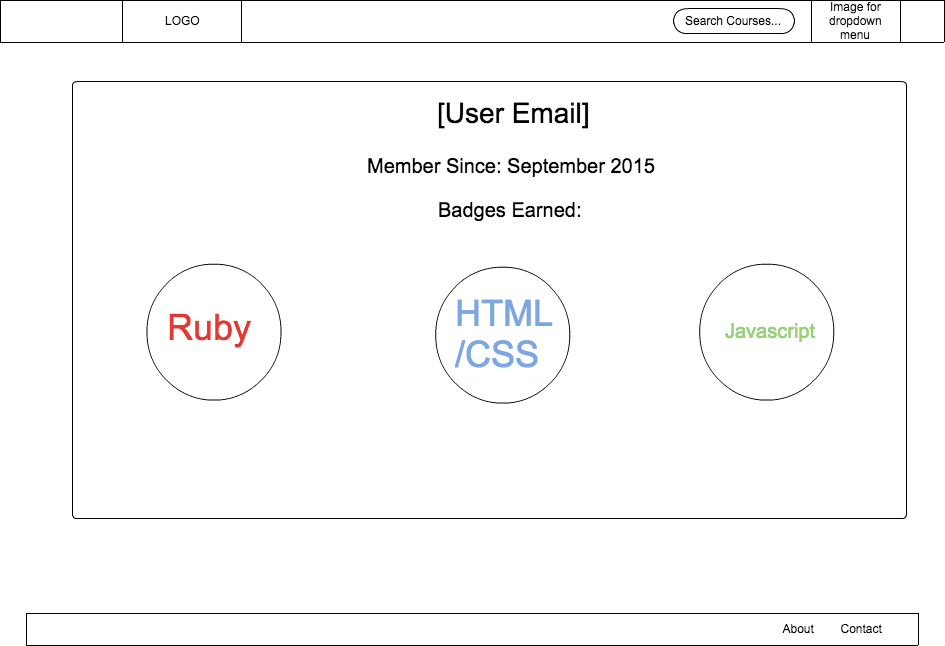 LOGO
Search Courses...
Image for
dropdown
menu
[User Email]
Member Since: September 2015
Badges Earned:
Ruby
HTML
/CSS
Javascript
About
Contact